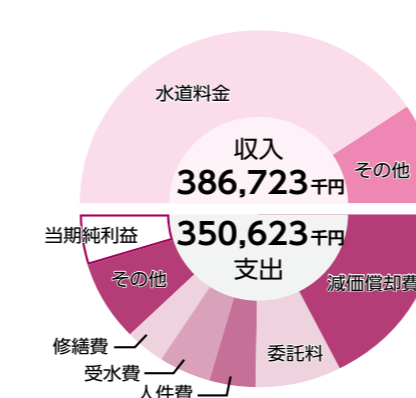 水道料金
収入
386,723千円
その他
当期純利益
350,623千円
支出
その他
減価償却費
修繕費
委託料
受水費
人件費